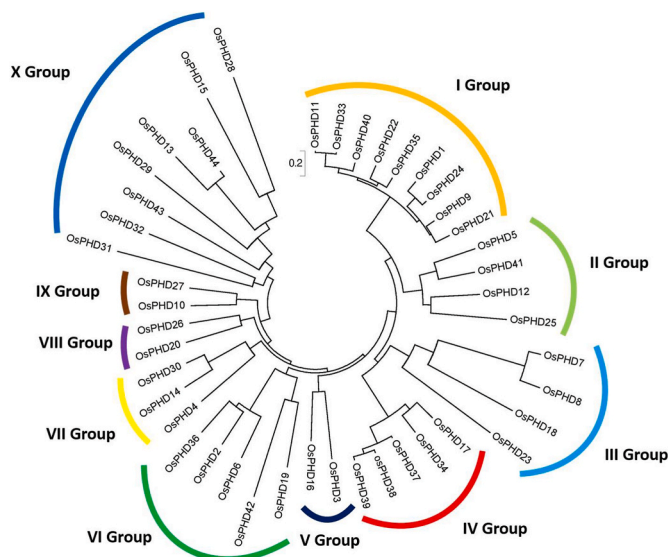 X Group
OsPHD28
OsPHD15
OsPHD13
OsPHD44
OsPHD29
OsPHD43
OsPHD32
OsPHD31
I Group
OsPHD11
OsPHD33
OsPHD40
OsPHD22
OsPHD35
OsPHD1
OsPHD24
OsPHD9
OsPHD21
0.2
II Group
OsPHD5
OsPHD41
OsPHD12
OsPHD25
III Group
OsPHD7
OsPHD8
OsPHD18
OsPHD23
IV Group
OsPHD17
OsPHD34
OsPHD37
OsPHD38
OsPHD39
V Group
OsPHD3
OsPHD16
VI Group
OsPHD19
OsPHD42
OsPHD6
OsPHD2
OsPHD36
VII Group
OsPHD4
OsPHD14
OsPHD30
VIII Group
OsPHD20
OsPHD26
IX Group
OsPHD10
OsPHD27